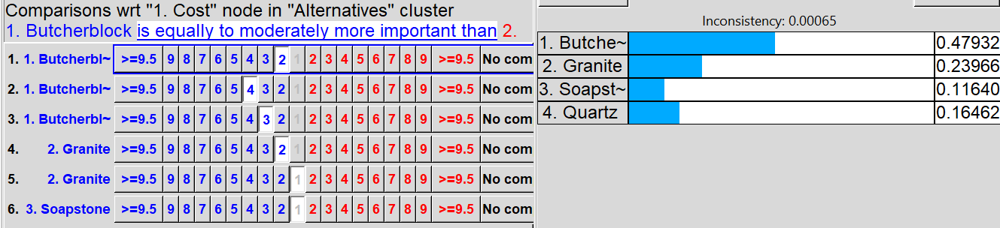 Comparisons wrt "1. Cost" node in "Alternatives" cluster
1. Butcherblock is equally to moderately more important than 2.
1. 1. Butcherbl~ >=9.5 9 8 7 6 5 4 3 2 1 2 3 4 5 6 7 8 9 >=9.5 No com
2. 1. Butcherbl~ >=9.5 9 8 7 6 5 4 3 2 1 2 3 4 5 6 7 8 9 >=9.5 No com
3. 1. Butcherbl~ >=9.5 9 8 7 6 5 4 3 2 1 2 3 4 5 6 7 8 9 >=9.5 No com
4. 2. Granite >=9.5 9 8 7 6 5 4 3 2 1 2 3 4 5 6 7 8 9 >=9.5 No com
5. 2. Granite >=9.5 9 8 7 6 5 4 3 2 1 2 3 4 5 6 7 8 9 >=9.5 No com
6. 3. Soapstone >=9.5 9 8 7 6 5 4 3 2 1 2 3 4 5 6 7 8 9 >=9.5 No com
Inconsistency: 0.00065
1. Butche~ 0.47932
2. Granite 0.23966
3. Soapst~ 0.11640
4. Quartz 0.16462